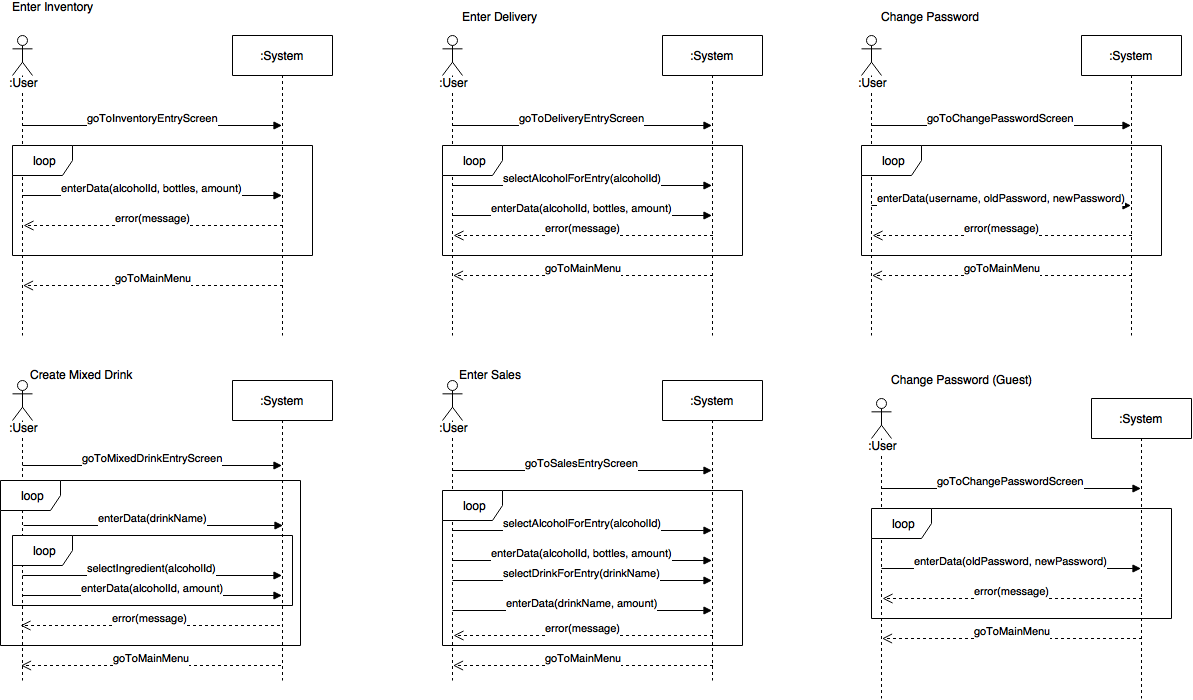 Enter Inventory
:User
:System
goToInventoryEntryScreen
loop
enterData(alcoholId, bottles, amount)
error(message)
goToMainMenu
Enter Delivery
:User
:System
goToDeliveryEntryScreen
loop
selectAlcoholForEntry(alcoholId)
enterData(alcoholId, bottles, amount)
error(message)
goToMainMenu
Change Password
:User
:System
goToChangePasswordScreen
loop
enterData(username, oldPassword, newPassword)
error(message)
goToMainMenu
Create Mixed Drink
:User
:System
goToMixedDrinkEntryScreen
loop
enterData(drinkName)
loop
selectIngredient(alcoholId)
enterData(alcoholId, amount)
error(message)
goToMainMenu
Enter Sales
:User
:System
goToSalesEntryScreen
loop
selectAlcoholForEntry(alcoholId)
enterData(alcoholId, bottles, amount)
selectDrinkForEntry(drinkName)
enterData(drinkName, amount)
error(message)
goToMainMenu
Change Password (Guest)
:User
:System
goToChangePasswordScreen
loop
enterData(oldPassword, newPassword)
error(message)
goToMainMenu